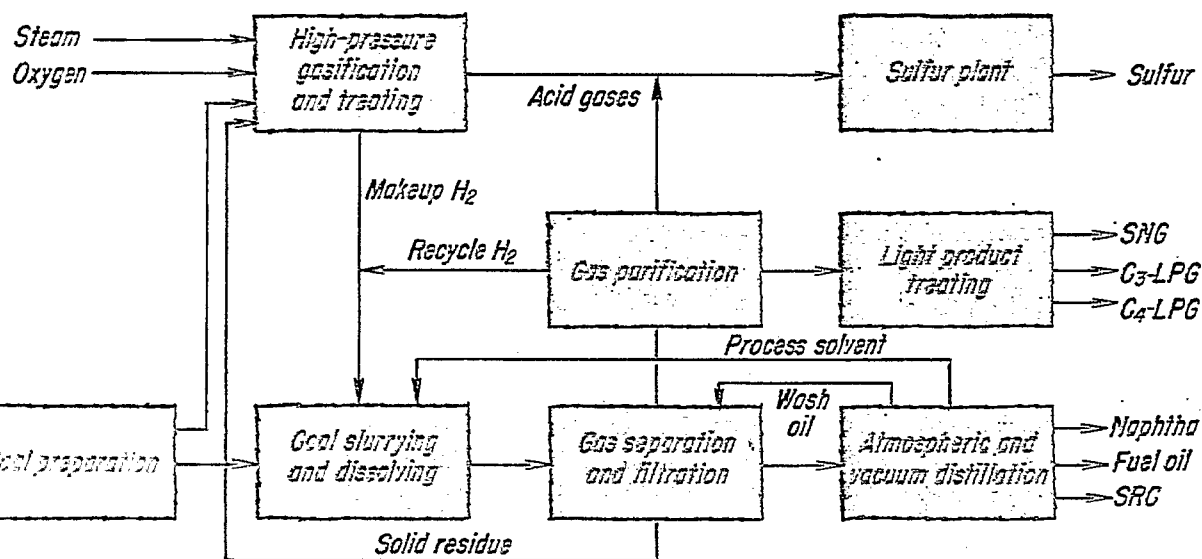 Steam
Oxygen
High-pressure
gasification
and treating
Acid gases
Sulfur plant
Sulfur
Makeup H2
Recycle H2
Gas purification
Light product
treating
SNG
C3-LPG
C4-LPG
Process solvent
Wash
oil
preparation
Coal slurrying
and dissolving
Gas separation
and filtration
Atmospheric and
vacuum distillation
Naphtha
Fuel oil
SRC
Solid residue